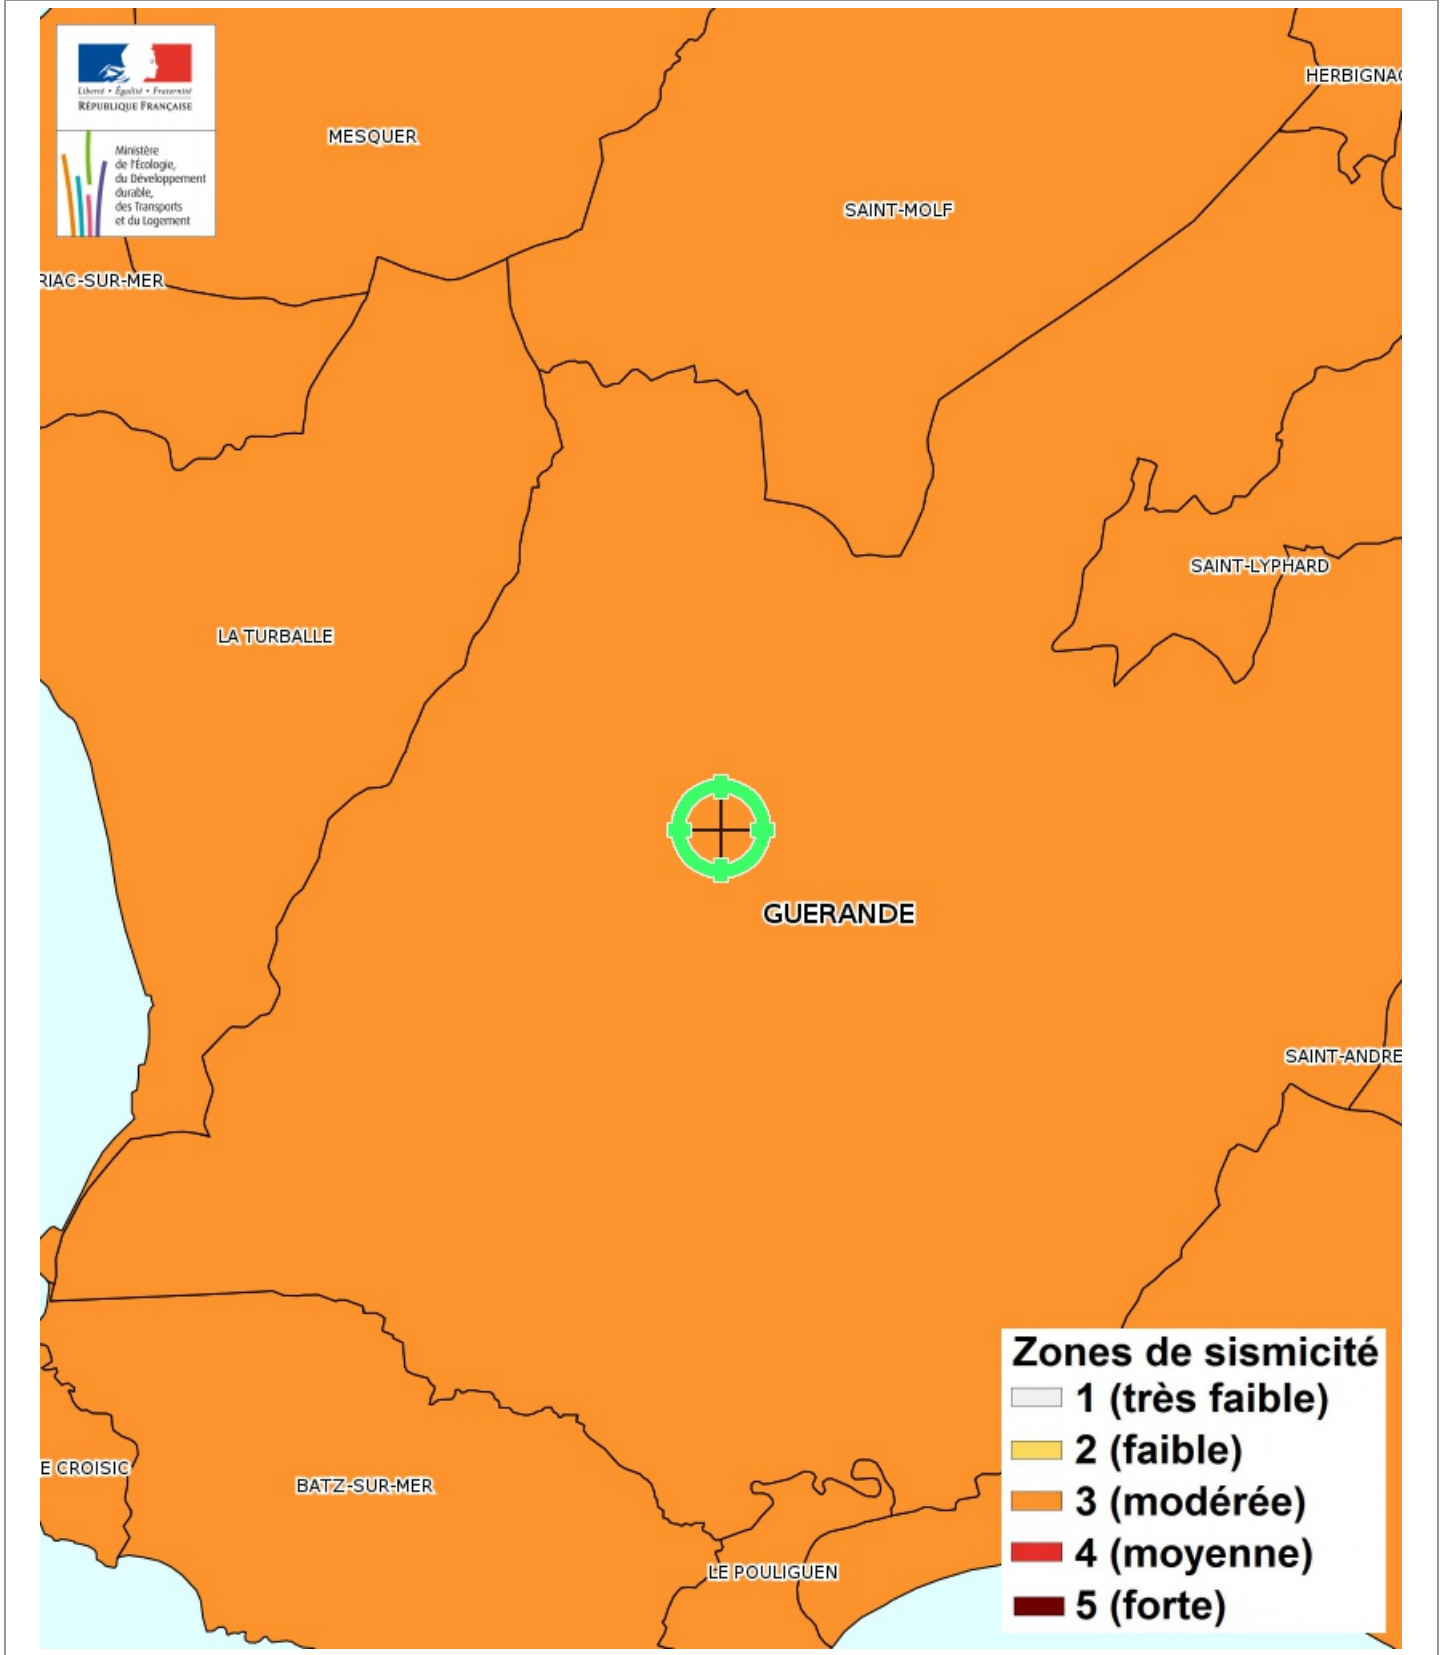 Liberté • Égalité • Fraternité
RÉPUBLIQUE FRANÇAISE
Ministère
de l'Écologie,
du Développement
durable,
des Transports
et du Logement
HERBIGNAC
MESQUER
SAINT-MOLF
RIAC-SUR-MER
SAINT-LYPHARD
LA TURBALLE
GUERANDE
SAINT-ANDRE
E CROISIC
BATZ-SUR-MER
LE POULIGUEN
Zones de sismicité
1 (très faible)
2 (faible)
3 (modérée)
4 (moyenne)
5 (forte)